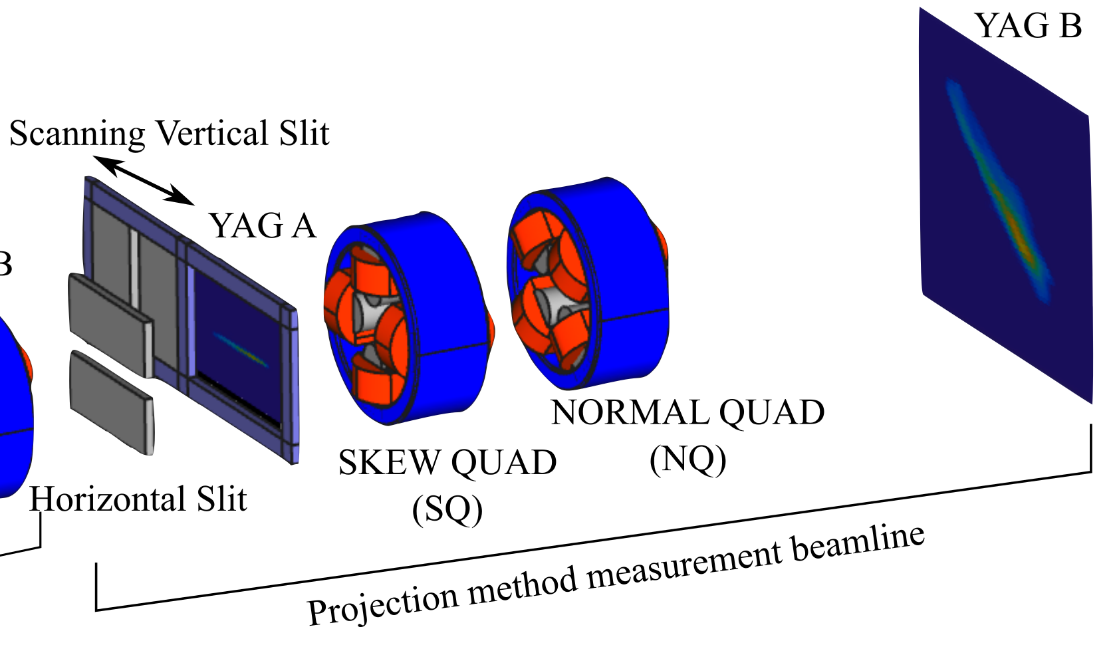 YAG B
Scanning Vertical Slit
YAG A
B
NORMAL QUAD
(NQ)
SKEW QUAD
(SQ)
Horizontal Slit
Projection method measurement beamline